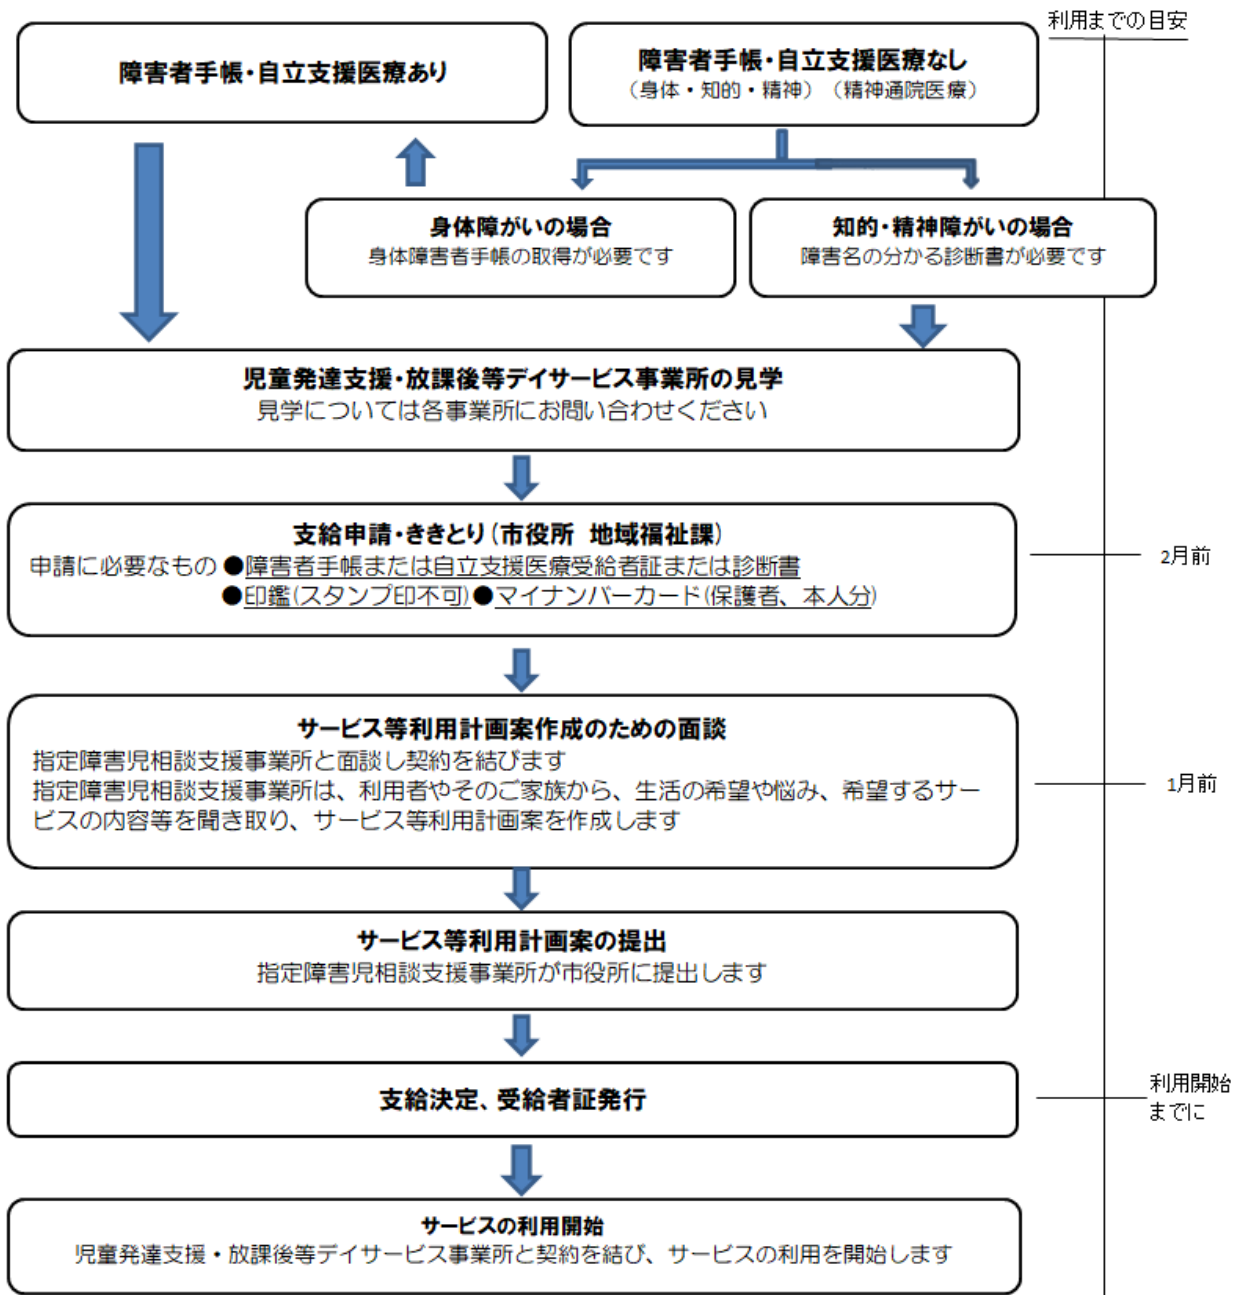 利用までの目安
障害者手帳・自立支援医療あり
障害者手帳・自立支援医療なし
（身体・知的・精神）（精神通院医療）
身体障がいの場合
身体障害者手帳の取得が必要です
知的・精神障がいの場合
障害名の分かる診断書が必要です
児童発達支援・放課後等デイサービス事業所の見学
見学については各事業所にお問い合わせください
支給申請・ききとり（市役所 地域福祉課）
申請に必要なもの ●障害者手帳または自立支援医療受給者証または診断書
●印鑑(スタンプ印不可) ●マイナンバーカード(保護者、本人分)
2月前
サービス等利用計画案作成のための面談
指定障害児相談支援事業所と面談し契約を結びます
指定障害児相談支援事業所は、利用者やそのご家族から、生活の希望や悩み、希望するサー
ビスの内容等を聞き取り、サービス等利用計画案を作成します
1月前
サービス等利用計画案の提出
指定障害児相談支援事業所が市役所に提出します
支給決定、受給者証発行
利用開始
までに
サービスの利用開始
児童発達支援・放課後等デイサービス事業所と契約を結び、サービスの利用を開始します